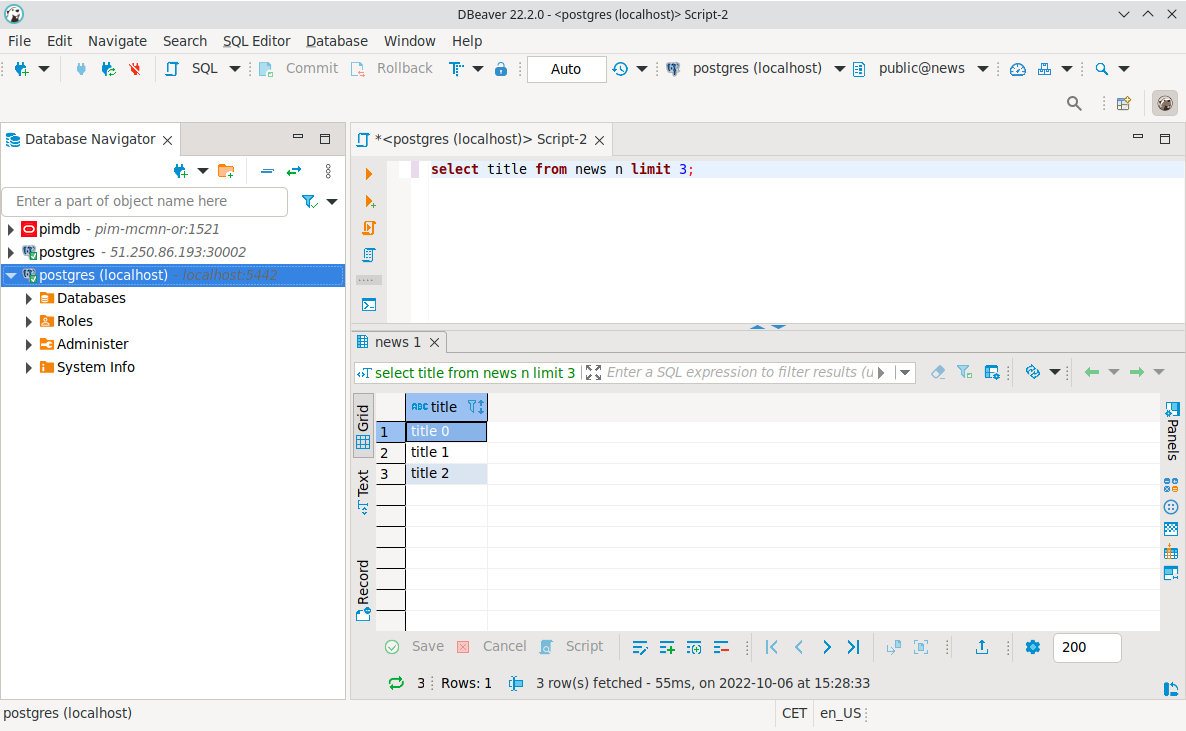 DBeaver 22.2.0 - <postgres (localhost)> Script-2
File Edit Navigate Search SQL Editor Database Window Help
SQL Commit Rollback Auto postgres (localhost) public@news
Database Navigator
Enter a part of object name here
pimdb - pim-mcmn-or:1521
postgres - 51.250.86.193:30002
postgres (localhost) - localhost:5442
Databases
Roles
Administer
System Info
*<postgres (localhost)> Script-2
select title from news n limit 3;
news 1
select title from news n limit 3 Enter a SQL expression to filter results (u
Grid
Text
Record
ABC title
1 title 0
2 title 1
3 title 2
Panels
Save Cancel Script 200
3 Rows: 1 3 row(s) fetched - 55ms, on 2022-10-06 at 15:28:33
postgres (localhost) CET en_US